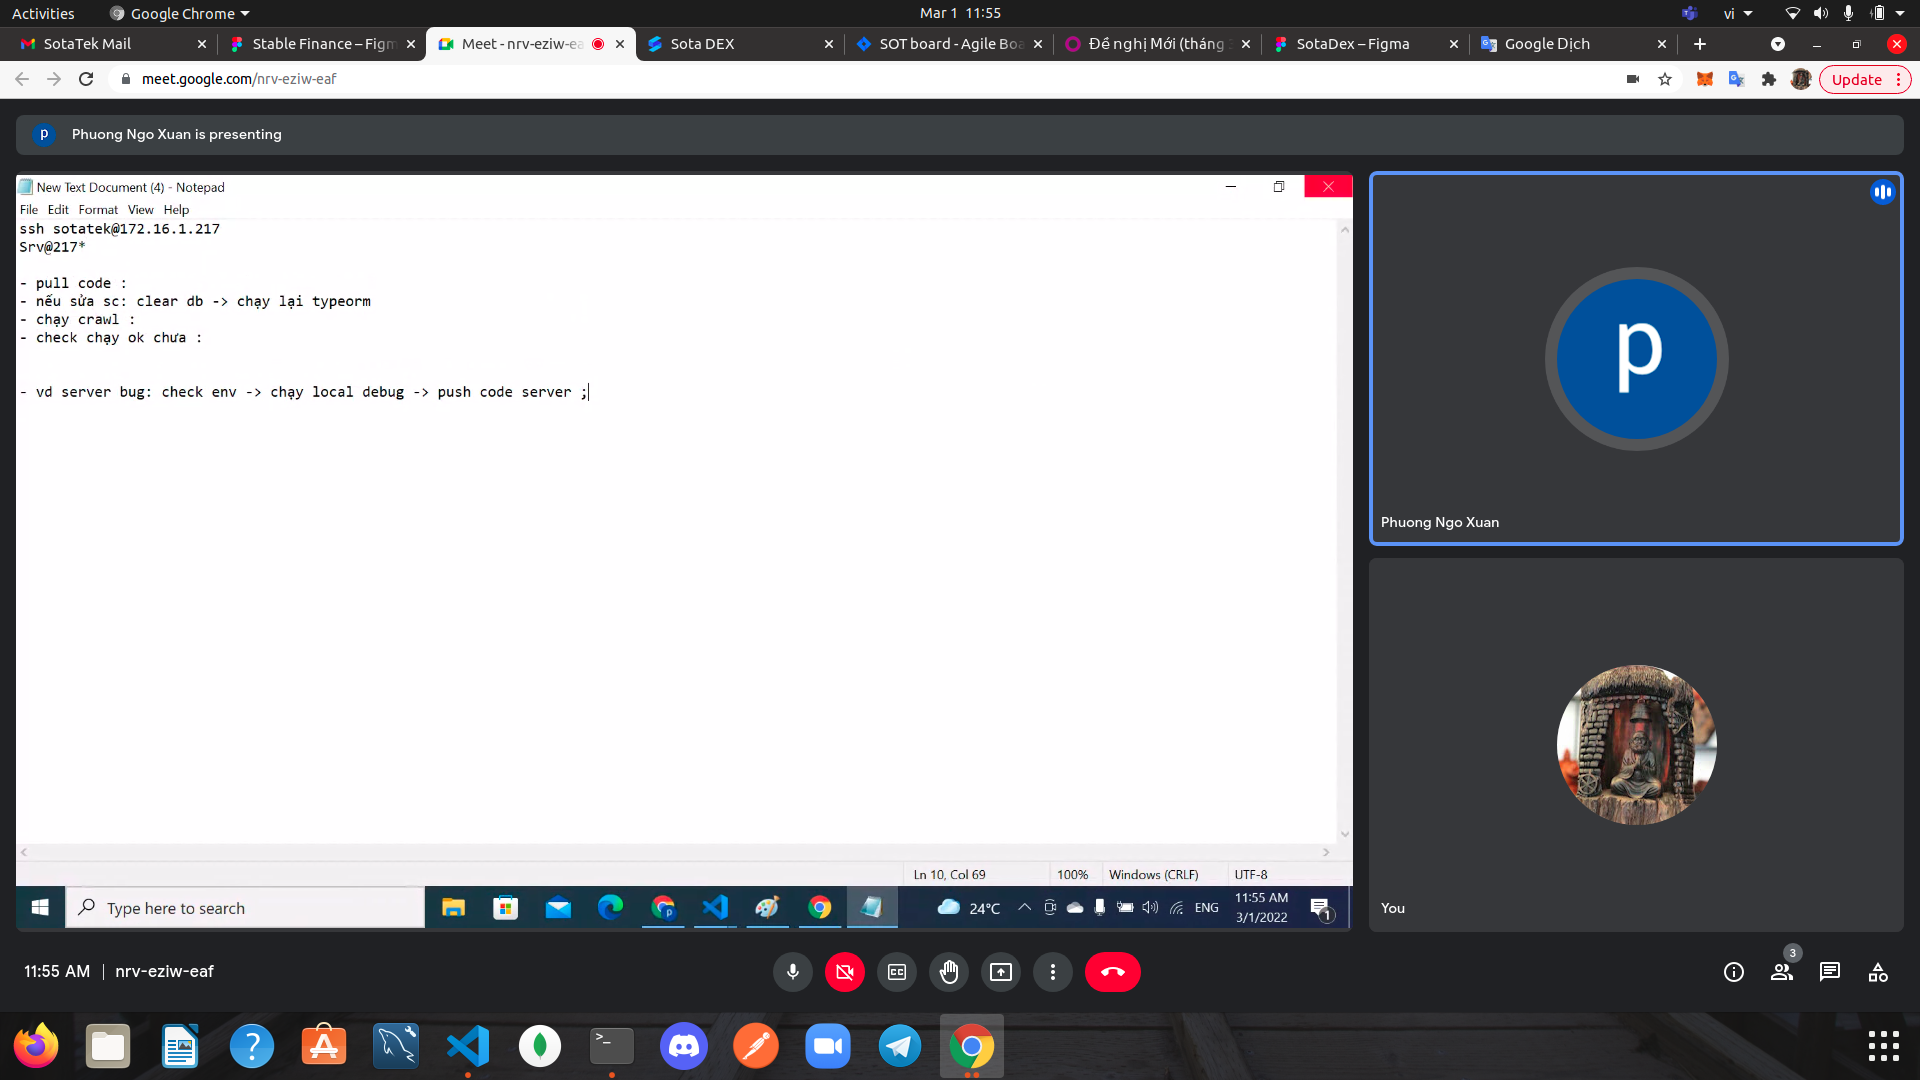 Activities
Google Chrome
Mar 1 11:55
vi
SotaTek Mail
Stable Finance – Figm
Meet - nrv-eziw-ea
Sota DEX
SOT board - Agile Boa
Đề nghị Mới (tháng
SotaDex – Figma
Google Dịch
meet.google.com/nrv-eziw-eaf
Update
p
Phuong Ngo Xuan is presenting
New Text Document (4) - Notepad
File Edit Format View Help
ssh sotatek@172.16.1.217
Srv@217*
- pull code :
- nếu sửa sc: clear db -> chạy lại typeorm
- chạy crawl :
- check chạy ok chưa :
- vd server bug: check env -> chạy local debug -> push code server ;
Ln 10, Col 69
100%
Windows (CRLF)
UTF-8
Type here to search
24°C
ENG
11:55 AM
3/1/2022
1
p
Phuong Ngo Xuan
You
11:55 AM | nrv-eziw-eaf
3